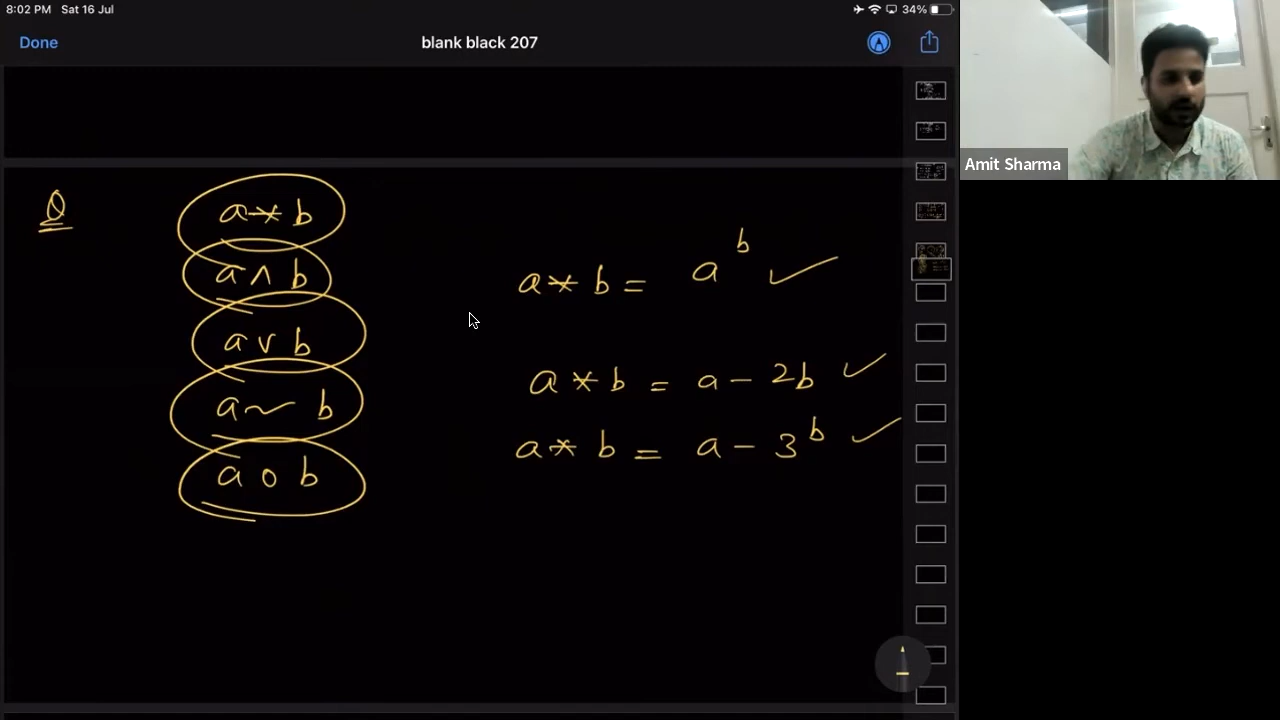 8:02 PM Sat 16 Jul 34%
Done blank black 207
Amit Sharma
Q
a * b
a ∧ b
a ∨ b
a ~ b
a o b
a * b = a^b ✓
a * b = a - 2b ✓
a * b = a - 3^b ✓